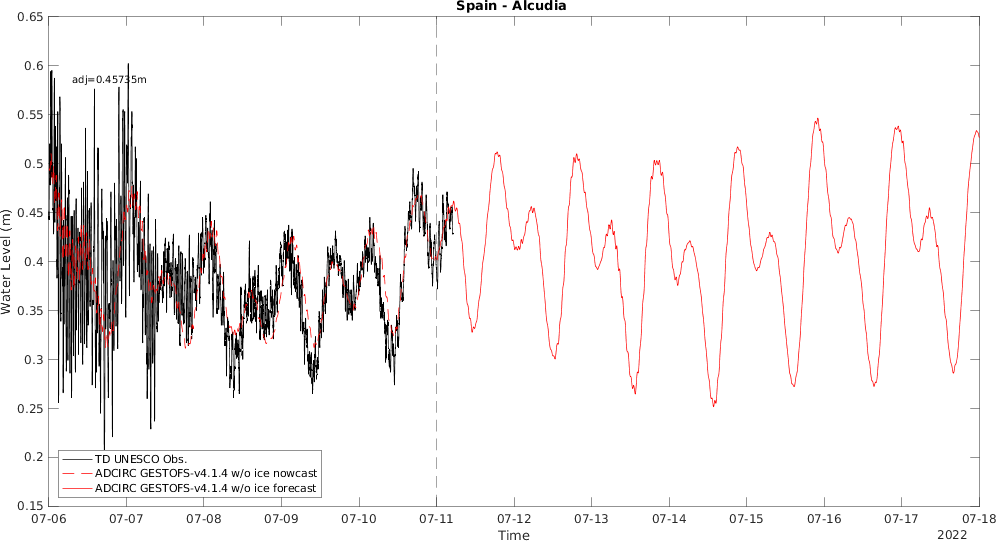 Spain - Alcudia
0.65
0.6
0.55
0.5
0.45
0.4
0.35
0.3
0.25
0.2
0.15
Water Level (m)
adj=0.45735m
TD UNESCO Obs.
ADCIRC GESTOFS-v4.1.4 w/o ice nowcast
ADCIRC GESTOFS-v4.1.4 w/o ice forecast
07-06 07-07 07-08 07-09 07-10 07-11 07-12 07-13 07-14 07-15 07-16 07-17 07-18
Time
2022